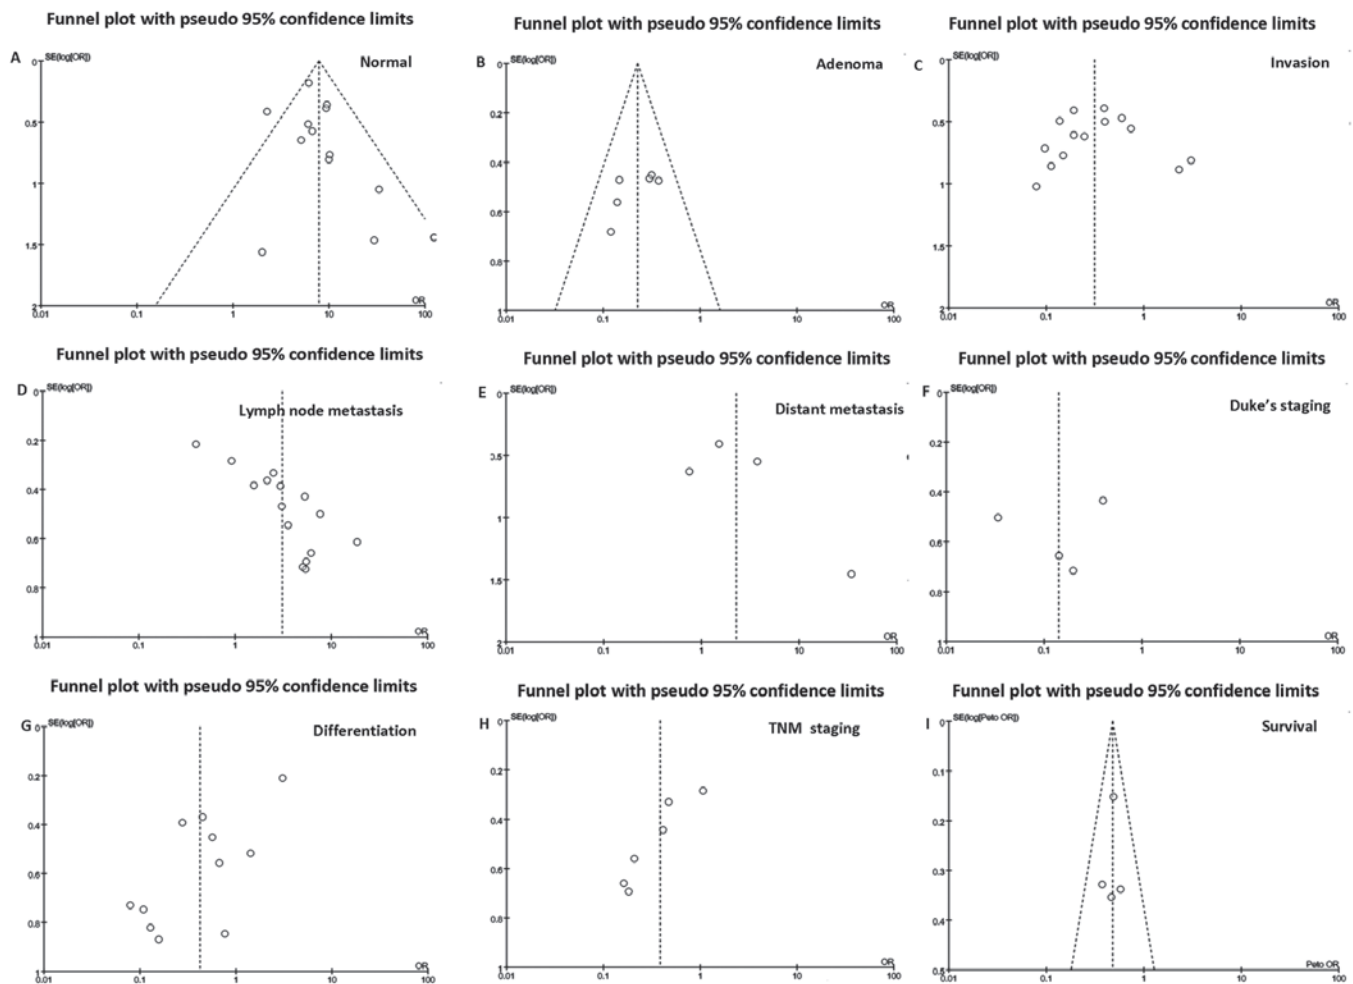 Funnel plot with pseudo 95% confidence limits
A
SE(log[OR])
Normal
0
0.5
1
1.5
2
0.01
0.1
1
10
100
OR
Funnel plot with pseudo 95% confidence limits
B
SE(log[OR])
Adenoma
0
0.2
0.4
0.6
0.8
1
0.01
0.1
1
10
100
OR
Funnel plot with pseudo 95% confidence limits
C
SE(log[OR])
Invasion
0
0.5
1
1.5
2
0.01
0.1
1
10
100
OR
Funnel plot with pseudo 95% confidence limits
D
SE(log[OR])
Lymph node metastasis
0
0.2
0.4
0.6
0.8
1
0.01
0.1
1
10
100
OR
Funnel plot with pseudo 95% confidence limits
E
SE(log[OR])
Distant metastasis
0
0.5
1
1.5
2
0.01
0.1
1
10
100
OR
Funnel plot with pseudo 95% confidence limits
F
SE(log[OR])
Duke's staging
0
0.2
0.4
0.6
0.8
1
0.01
0.1
1
10
100
OR
Funnel plot with pseudo 95% confidence limits
G
SE(log[OR])
Differentiation
0
0.2
0.4
0.6
0.8
1
0.01
0.1
1
10
100
OR
Funnel plot with pseudo 95% confidence limits
H
SE(log[OR])
TNM staging
0
0.2
0.4
0.6
0.8
1
0.01
0.1
1
10
100
OR
Funnel plot with pseudo 95% confidence limits
I
SE(log[Peto OR])
Survival
0
0.1
0.2
0.3
0.4
0.5
0.01
0.1
1
10
100
Peto OR